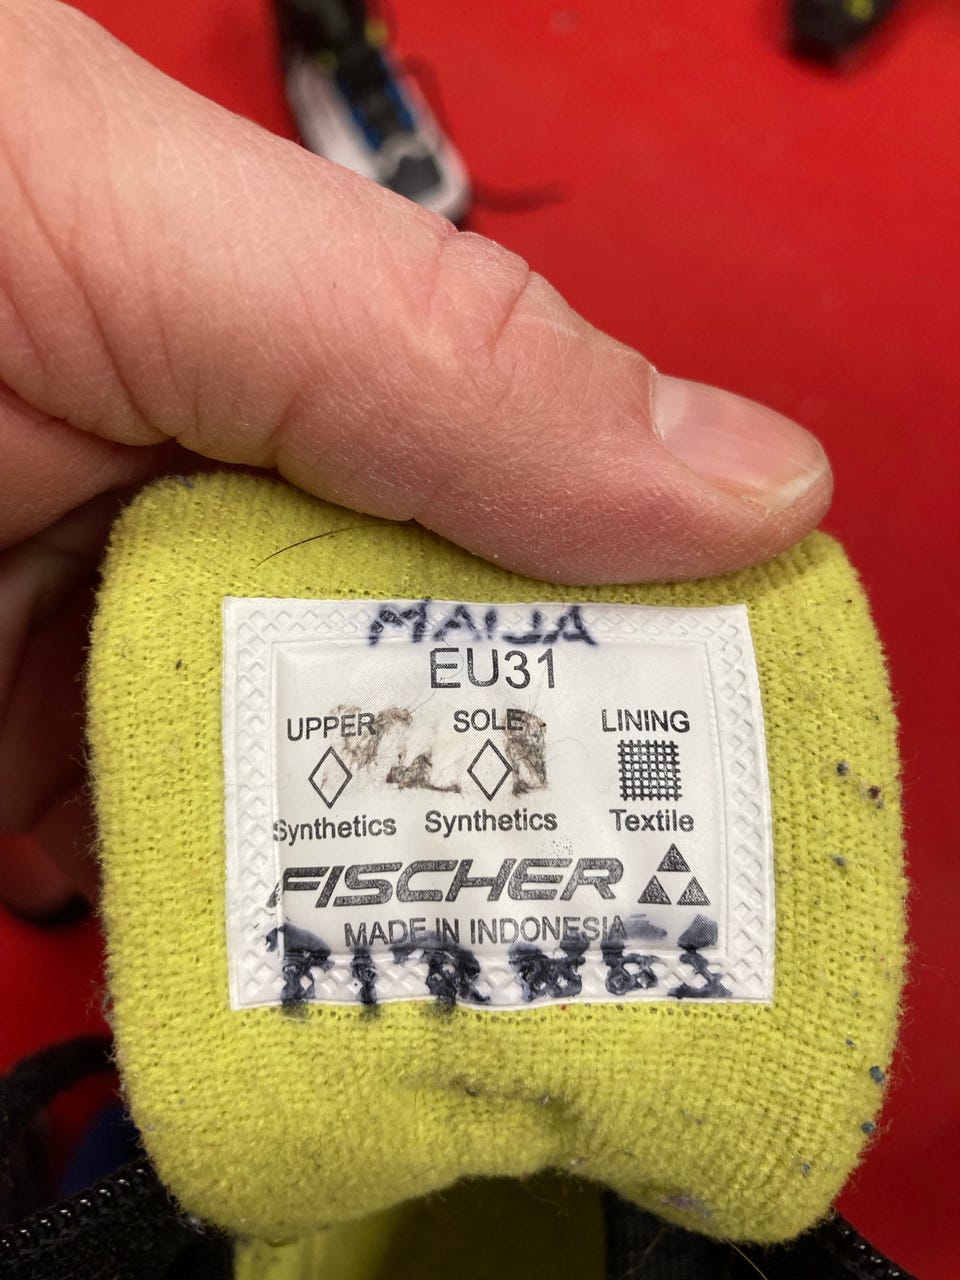 MAIJA
EU31
UPPER SOLE LINING
Synthetics Synthetics Textile
FISCHER
MADE IN INDONESIA